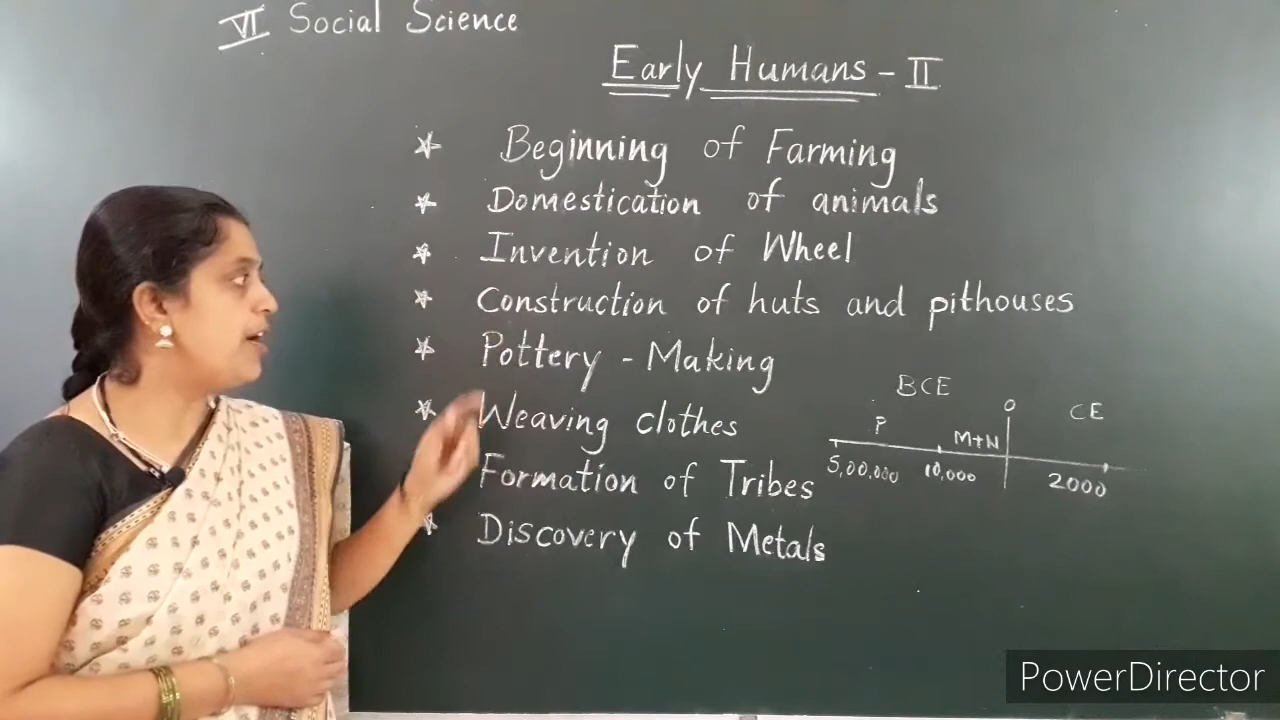 VI Social Science
Early Humans - II
* Beginning of Farming
* Domestication of animals
* Invention of Wheel
* Construction of huts and pithouses
* Pottery - Making
* Weaving clothes
Formation of Tribes
* Discovery of Metals
BCE
0
CE
P
M+N
5,00,000
10,000
2000
PowerDirector